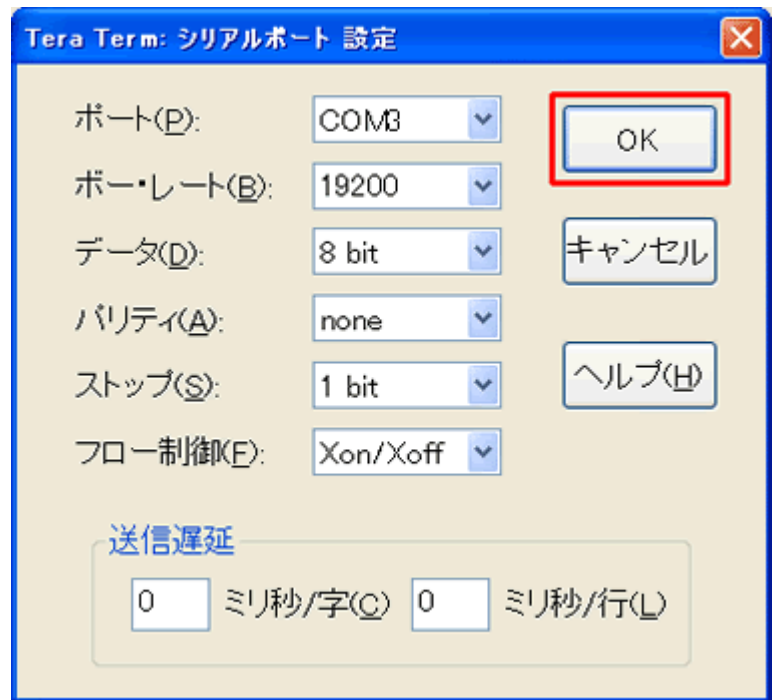 Tera Term: シリアルポート 設定
ポート(P): COM3 OK
ボー・レート(B): 19200
データ(D): 8 bit キャンセル
パリティ(A): none
ストップ(S): 1 bit ヘルプ(H)
フロー制御(F): Xon/Xoff
送信遅延
0 ミリ秒/字(C) 0 ミリ秒/行(L)